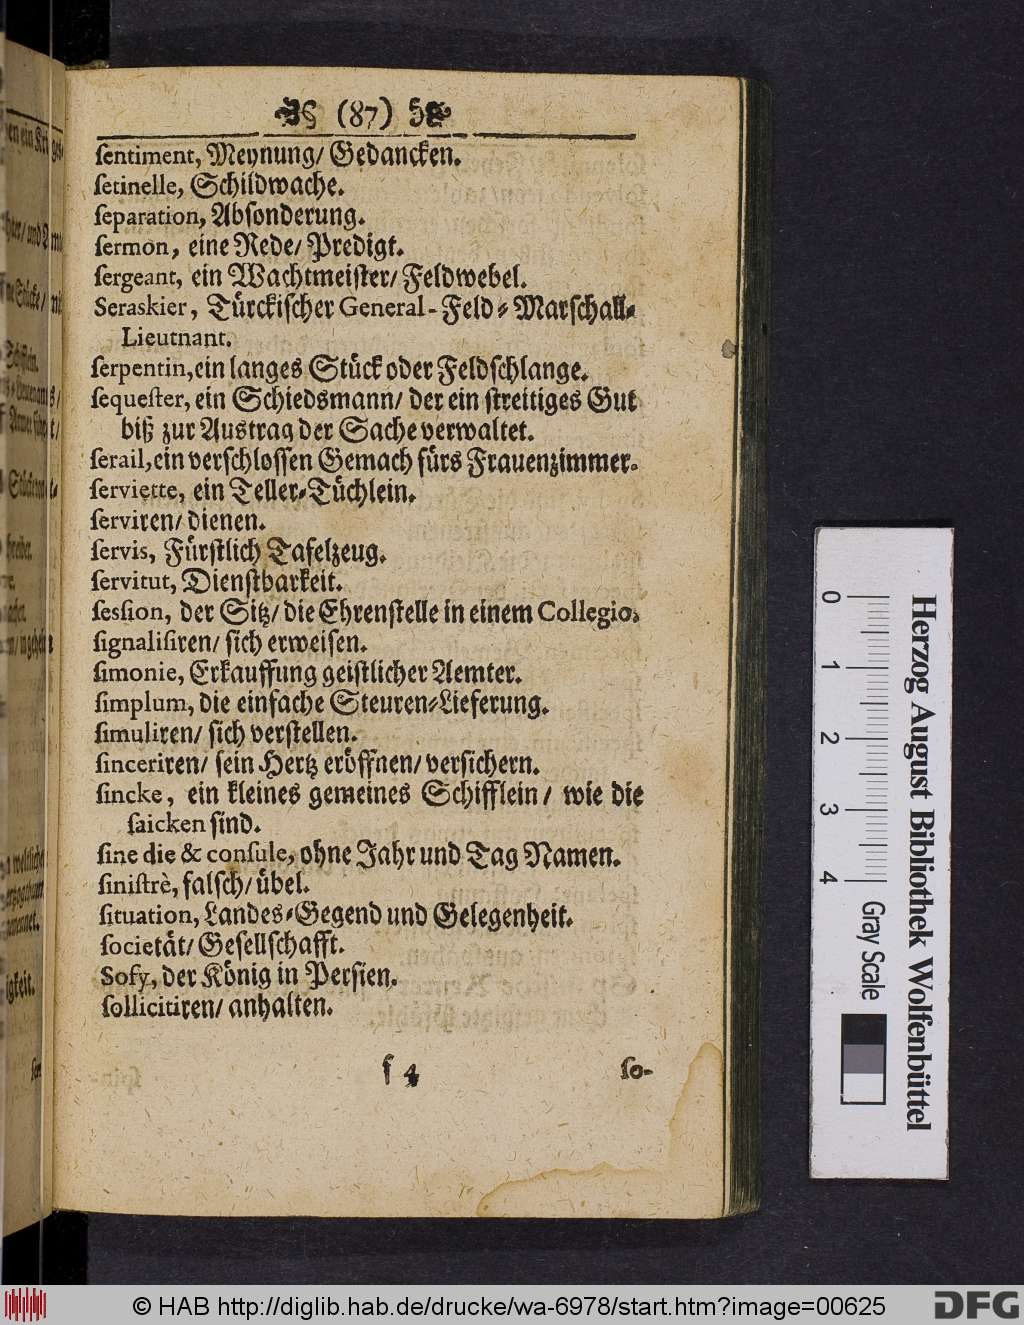 (87)
ſentiment, Meynung/ Gedancken.
ſetinelle, Schildwache.
ſeparation, Abſonderung.
ſermon, eine Rede/ Predigt.
ſergeant, ein Wachtmeiſter/ Feldwebel.
Seraskier, Türckiſcher General-Feld⸗Marſchall⸗
Lieutnant.
ſerpentin, ein langes Stück oder Feldſchlange.
ſequeſter, ein Schiedsmann/ der ein ſtreitiges Gut
biß zur Austrag der Sache verwaltet.
ſerail, ein verſchloſſen Gemach fürs Frauenzimmer.
ſerviette, ein Teller⸗Tüchlein.
ſerviren/ dienen.
ſervis, Fürſtlich Tafelzeug.
ſervitut, Dienſtbarkeit.
ſesſion, der Sitz/ die Ehrenſtelle in einem Collegio.
ſignaliſiren/ ſich erweiſen.
ſimonie, Erkauffung geiſtlicher Aemter.
ſimplum, die einfache Steuren⸗Lieferung.
ſimuliren/ ſich verſtellen.
ſinceriren/ ſein Hertz eröffnen/ verſichern.
ſincke, ein kleines gemeines Schifflein/ wie die
ſaicken ſind.
ſine die & conſule, ohne Jahr und Tag Namen.
ſiniſtrè, falſch/ übel.
ſituation, Landes⸗Gegend und Gelegenheit.
ſocietät/ Geſellſchafft.
Sofy, der König in Perſien.
ſollicitiren/ anhalten.
f 4
ſo-
0 1 2 3 4
Gray Scale
Herzog August Bibliothek Wolfenbüttel
© HAB http://diglib.hab.de/drucke/wa-6978/start.htm?image=00625
DFG